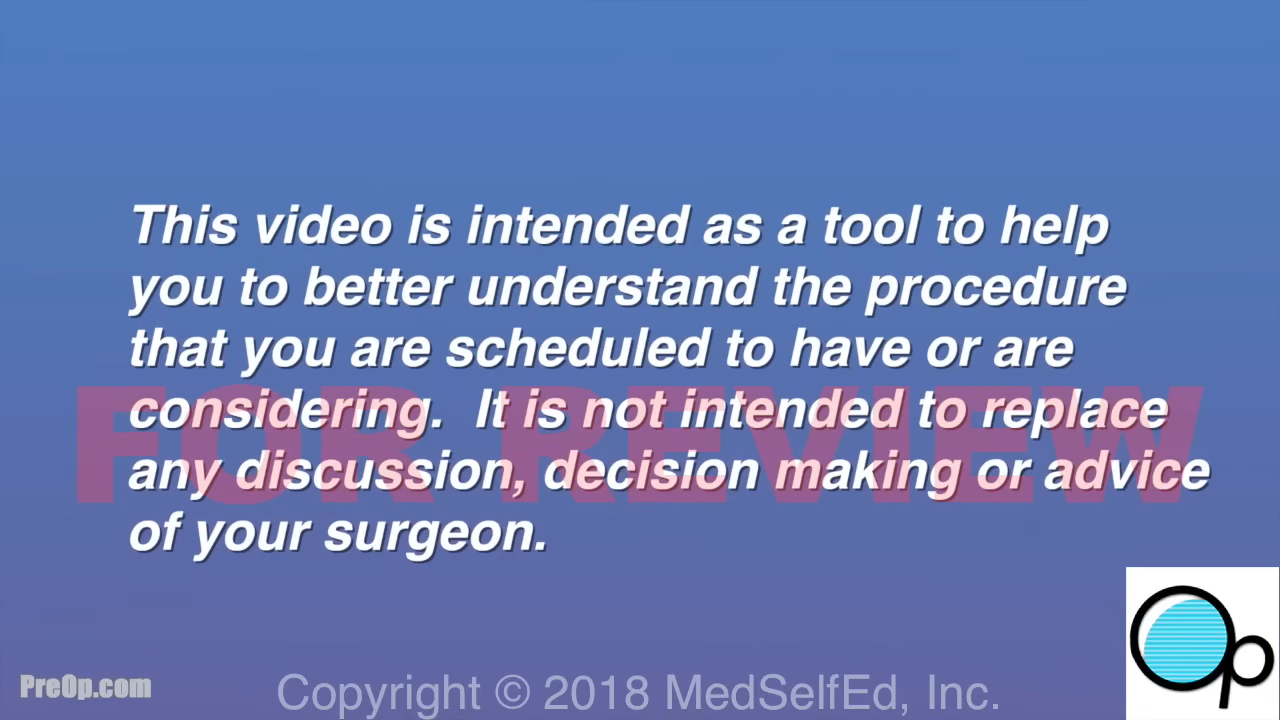 This video is intended as a tool to help
you to better understand the procedure
that you are scheduled to have or are
considering.  It is not intended to replace
FOR REVIEW
any discussion, decision making or advice
of your surgeon.
Op
PreOp.com
Copyright © 2018 MedSelfEd, Inc.